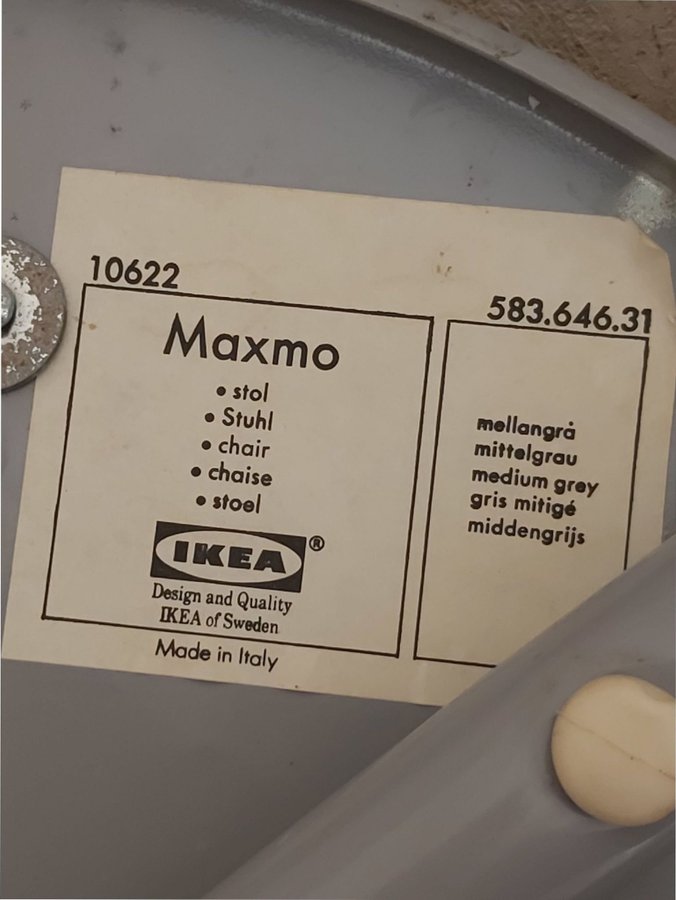 10622
583.646.31
Maxmo
• stol
• Stuhl
• chair
• chaise
• stoel
IKEA®
Design and Quality
IKEA of Sweden
Made in Italy
mellangrå
mittelgrau
medium grey
gris mitigé
middengrijs